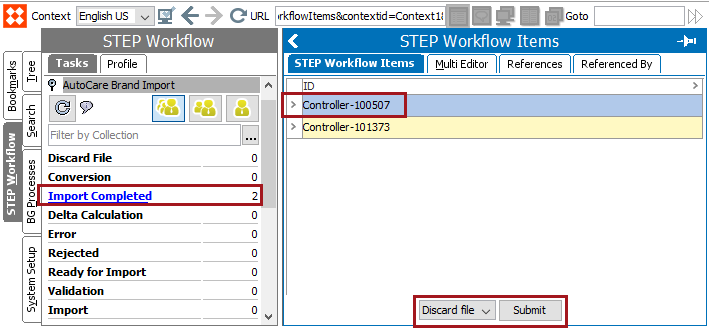 Context English US URL /orkflowItems&contextid=Context1& Goto
Bookmarks
Tree
Search
STEP Workflow
BG Processes
System Setup
STEP Workflow
Tasks Profile
AutoCare Brand Import
Filter by Collection ...
Discard File 0
Conversion 0
Import Completed 2
Delta Calculation 0
Error 0
Rejected 0
Ready for Import 0
Validation 0
Import 0
STEP Workflow Items
STEP Workflow Items Multi Editor References Referenced By
ID
Controller-100507
Controller-101373
Discard file Submit